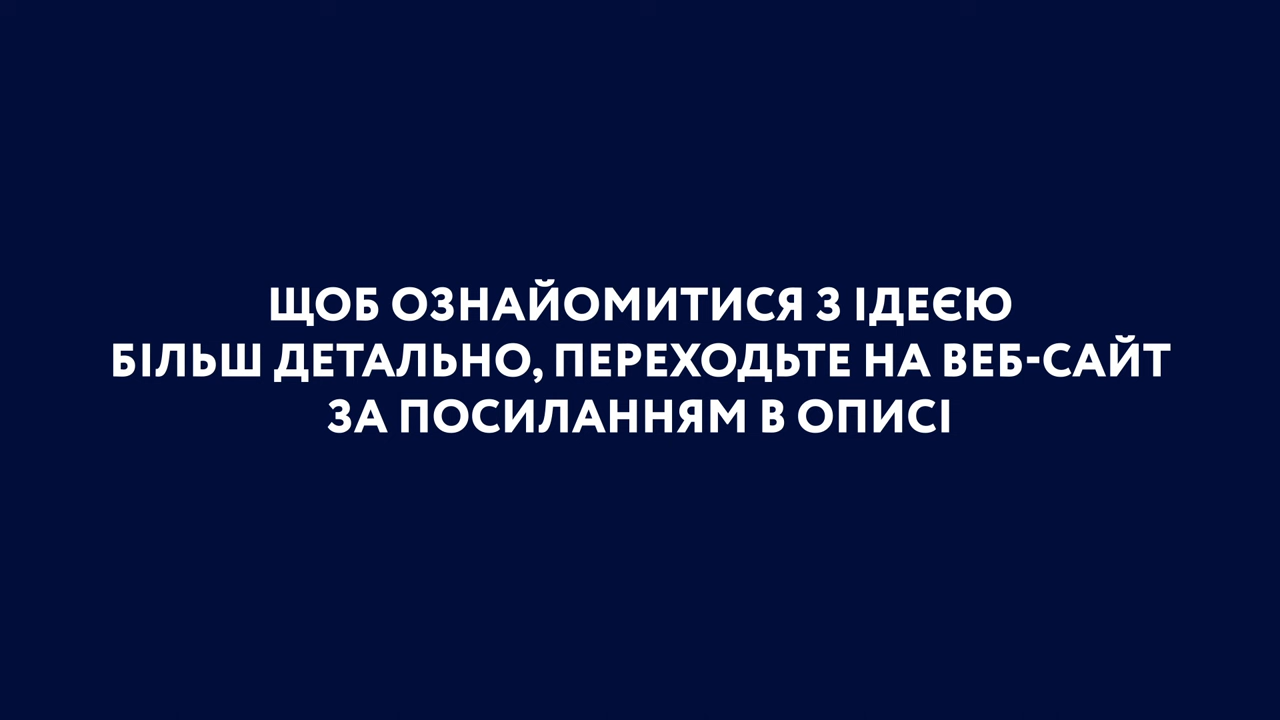 ЩОБ ОЗНАЙОМИТИСЯ З ІДЕЄЮ
БІЛЬШ ДЕТАЛЬНО, ПЕРЕХОДЬТЕ НА ВЕБ-САЙТ
ЗА ПОСИЛАННЯМ В ОПИСІ